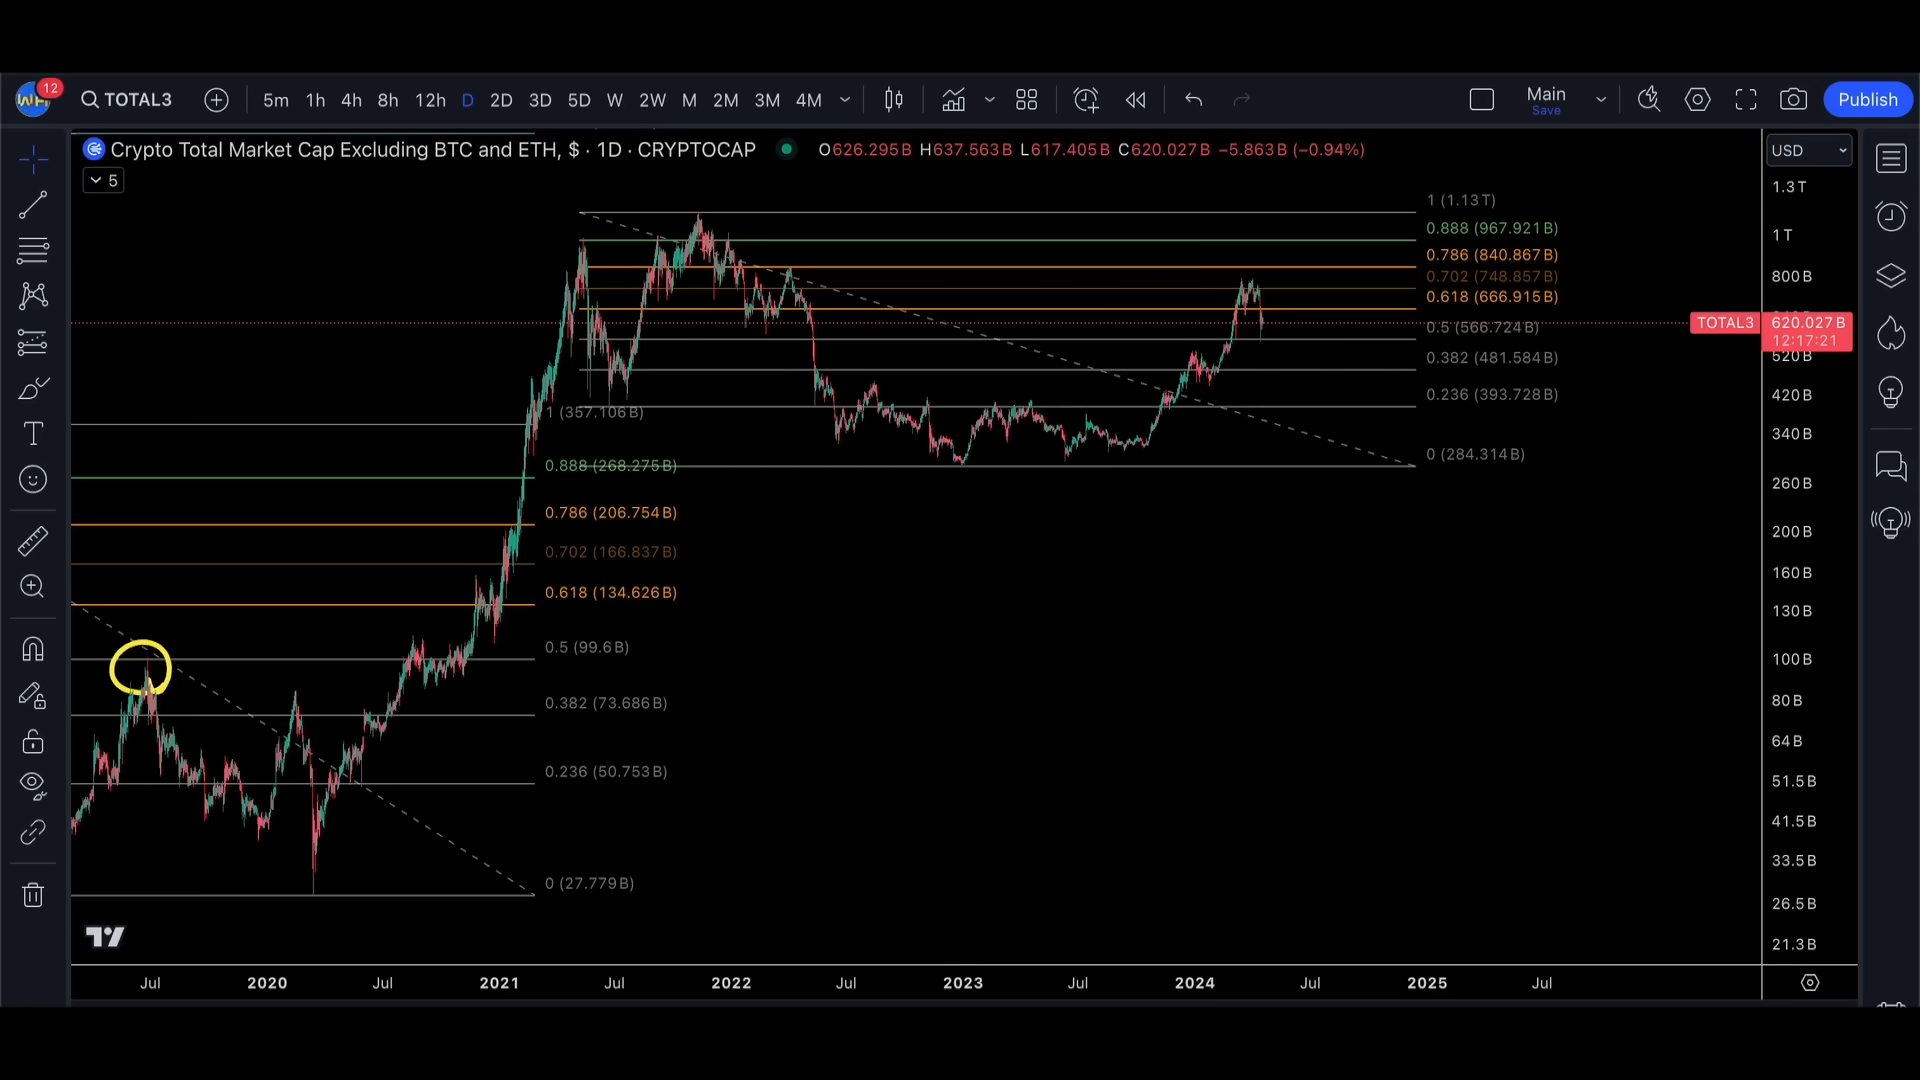 12
TOTAL3
5m 1h 4h 8h 12h D 2D 3D 5D W 2W M 2M 3M 4M
Main
Save
Publish
Crypto Total Market Cap Excluding BTC and ETH, $ · 1D · CRYPTOCAP
O626.295B H637.563B L617.405B C620.027B −5.863B (−0.94%)
5
USD
1.3T
1T
800B
TOTAL3 620.027B
12:17:21
520B
420B
340B
260B
200B
160B
130B
100B
80B
64B
51.5B
41.5B
33.5B
26.5B
21.3B
1 (1.13T)
0.888 (967.921B)
0.786 (840.867B)
0.702 (748.857B)
0.618 (666.915B)
0.5 (566.724B)
0.382 (481.584B)
0.236 (393.728B)
0 (284.314B)
1 (357.106B)
0.888 (268.275B)
0.786 (206.754B)
0.702 (166.837B)
0.618 (134.626B)
0.5 (99.6B)
0.382 (73.686B)
0.236 (50.753B)
0 (27.779B)
Jul 2020 Jul 2021 Jul 2022 Jul 2023 Jul 2024 Jul 2025 Jul